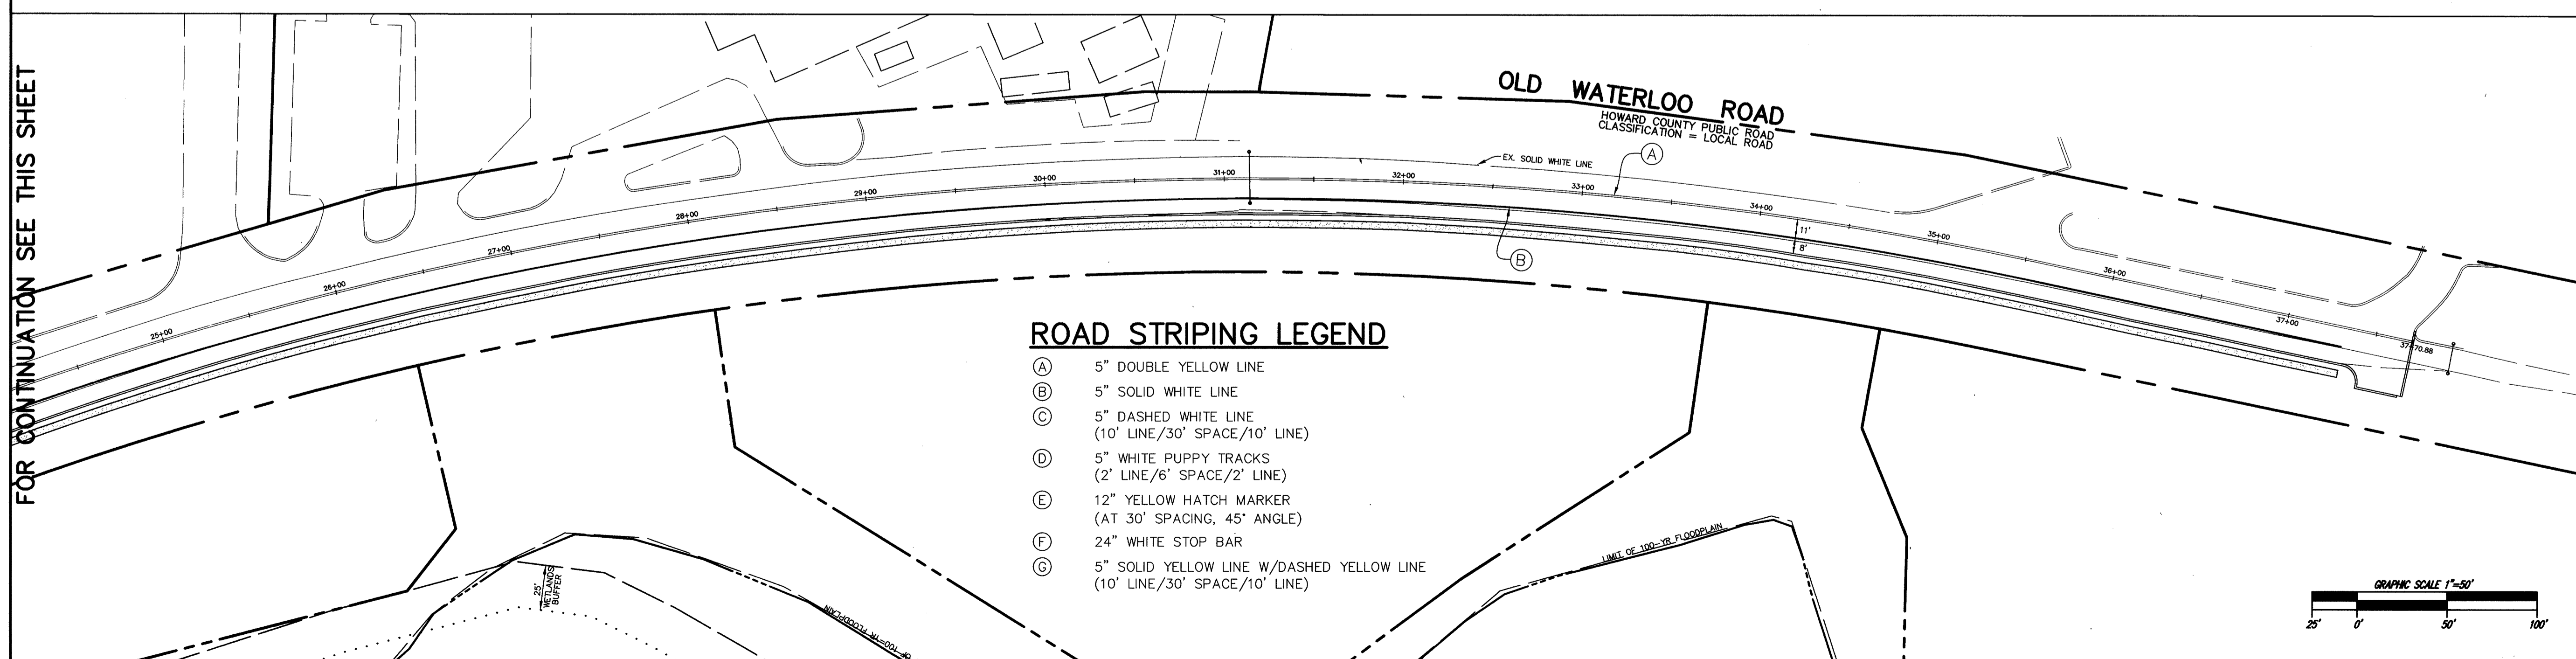 FOR CONTINUATION SEE THIS SHEET
OLD WATERLOO ROAD
HOWARD COUNTY PUBLIC ROAD
CLASSIFICATION = LOCAL ROAD
EX. SOLID WHITE LINE
A
B
25+00
26+00
27+00
28+00
29+00
30+00
31+00
32+00
33+00
34+00
35+00
36+00
37+00
37+70.88
11'
8'
ROAD STRIPING LEGEND
A 5" DOUBLE YELLOW LINE
B 5" SOLID WHITE LINE
C 5" DASHED WHITE LINE
(10' LINE/30' SPACE/10' LINE)
D 5" WHITE PUPPY TRACKS
(2' LINE/6' SPACE/2' LINE)
E 12" YELLOW HATCH MARKER
(AT 30' SPACING, 45° ANGLE)
F 24" WHITE STOP BAR
G 5" SOLID YELLOW LINE W/DASHED YELLOW LINE
(10' LINE/30' SPACE/10' LINE)
25'
WETLANDS
BUFFER
OF 100-YR FLOODPLAIN
LIMIT OF 100-YR FLOODPLAIN
GRAPHIC SCALE 1"=50'
25' 0' 50' 100'